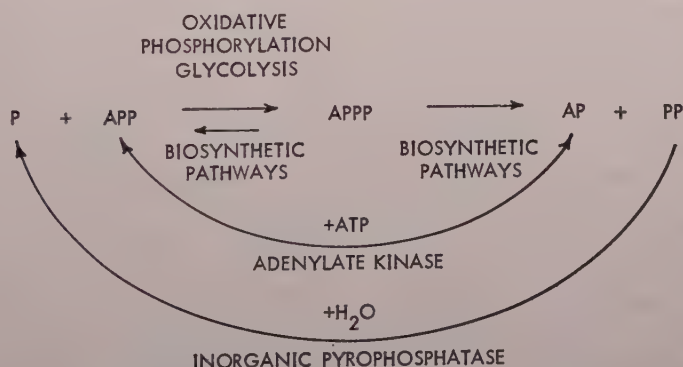 OXIDATIVE
PHOSPHORYLATION
GLYCOLYSIS
P + APP APPP AP + PP
BIOSYNTHETIC
PATHWAYS
BIOSYNTHETIC
PATHWAYS
+ATP
ADENYLATE KINASE
+H₂O
INORGANIC PYROPHOSPHATASE